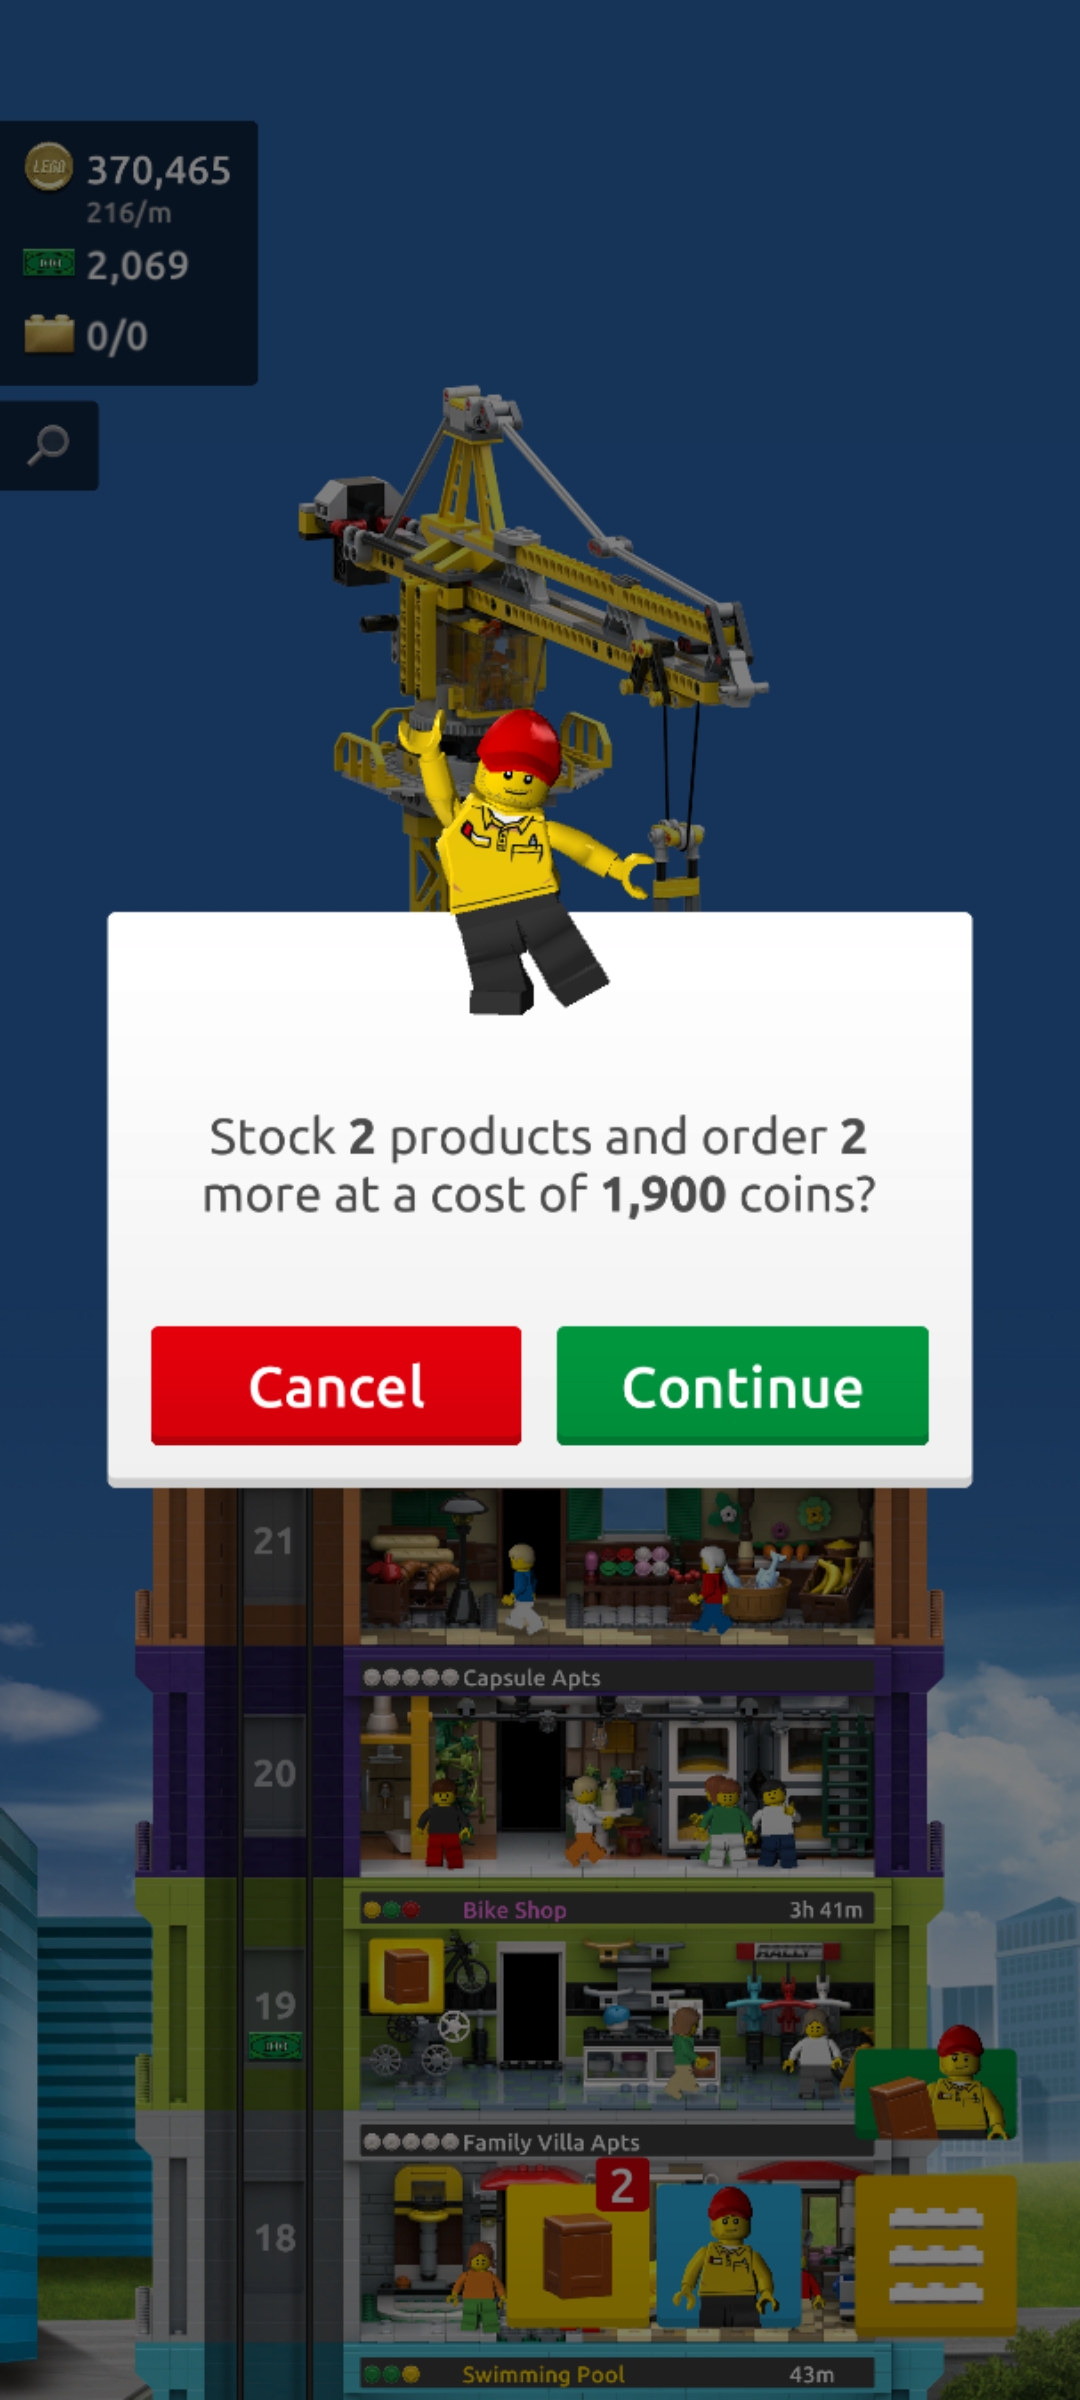 LEGO
370,465
216/m
2,069
0/0
Stock 2 products and order 2
more at a cost of 1,900 coins?
Cancel
Continue
21
Capsule Apts
20
Bike Shop
3h 41m
RALLY
19
Family Villa Apts
2
18
Swimming Pool
43m